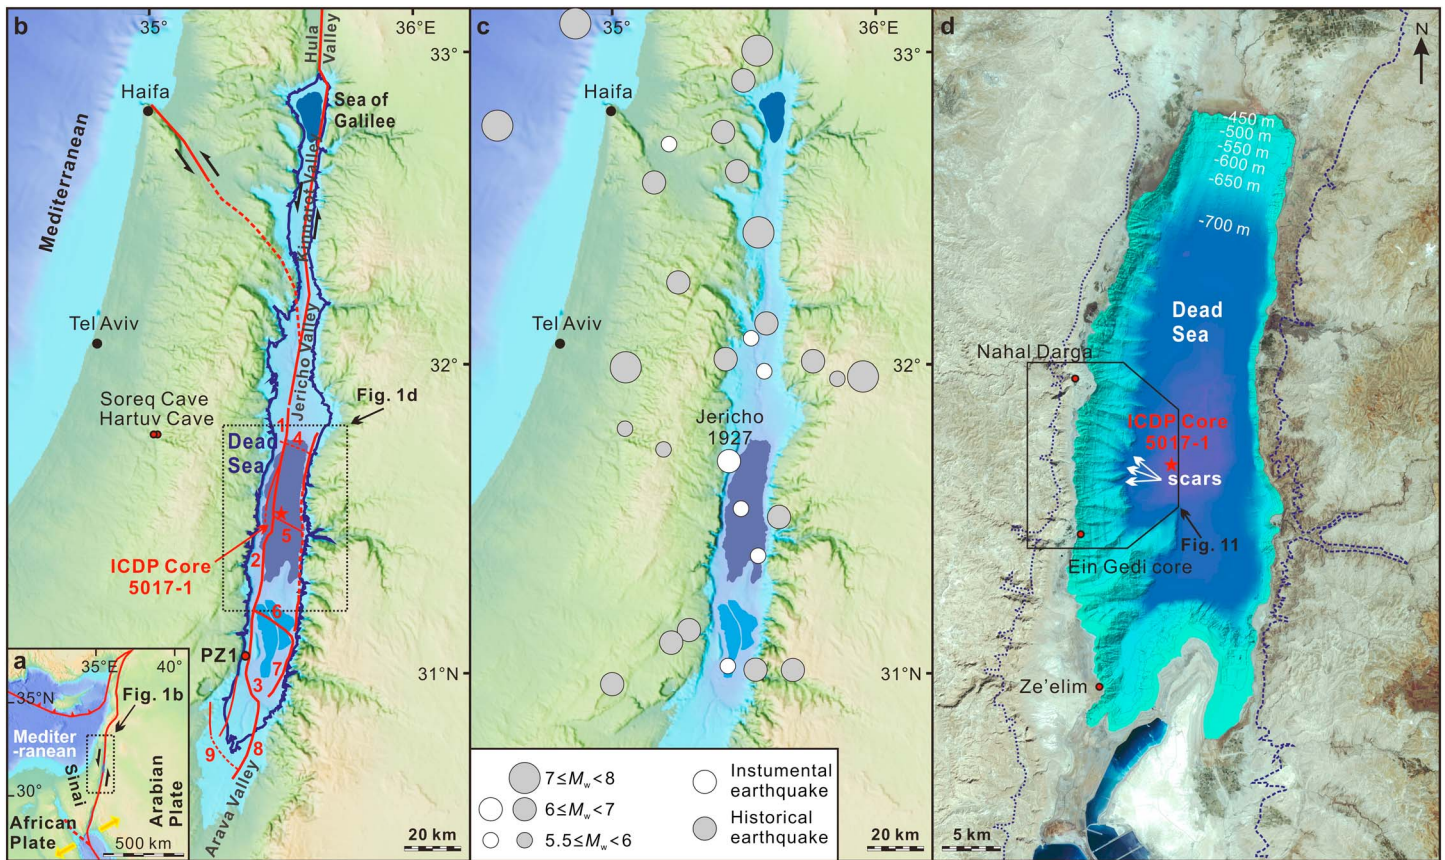 b
35°
36°E
33°
Hula
Valley
Haifa
Sea of
Galilee
Mediterranean
Kinnarot Valley
Tel Aviv
Jericho Valley
32°
Soreq Cave
Hartuv Cave
Fig. 1d
1
4
Dead
Sea
5
ICDP Core
5017-1
2
6
PZ1
7
3
31°N
8
9
Arava Valley
20 km
a
35°E
40°
Fig. 1b
35°N
Mediter
-ranean
Sinai
30°
Arabian
Plate
African
Plate
500 km
c
35°
36°E
33°
Haifa
Tel Aviv
32°
Jericho
1927
31°N
7≤Mw<8
6≤Mw<7
5.5≤Mw<6
Instumental
earthquake
Historical
earthquake
20 km
d
N
-450 m
-500 m
-550 m
-600 m
-650 m
-700 m
Dead
Sea
Nahal Darga
ICDP Core
5017-1
scars
Fig. 11
Ein Gedi core
Ze'elim
5 km